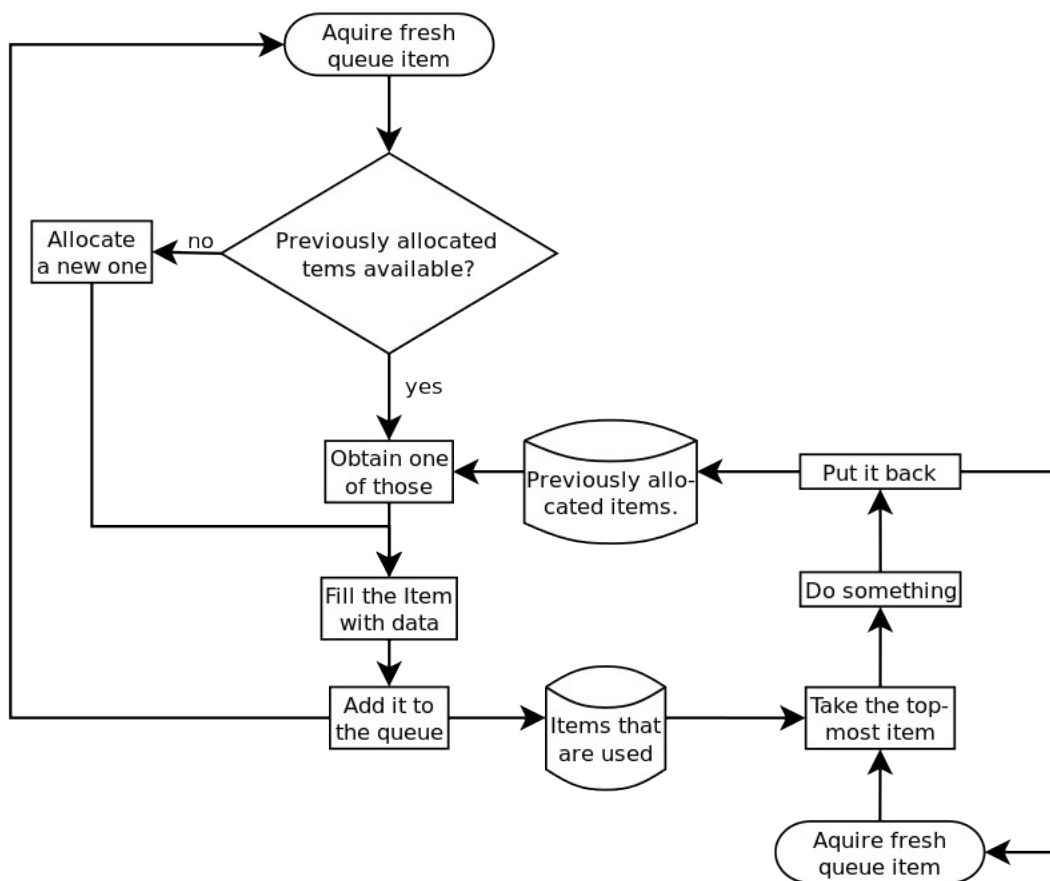 Aquire fresh
queue item
Previously allocated
tems available?
no
Allocate
a new one
yes
Obtain one
of those
Previously allo-
cated items.
Put it back
Fill the Item
with data
Do something
Add it to
the queue
Items that
are used
Take the top-
most item
Aquire fresh
queue item